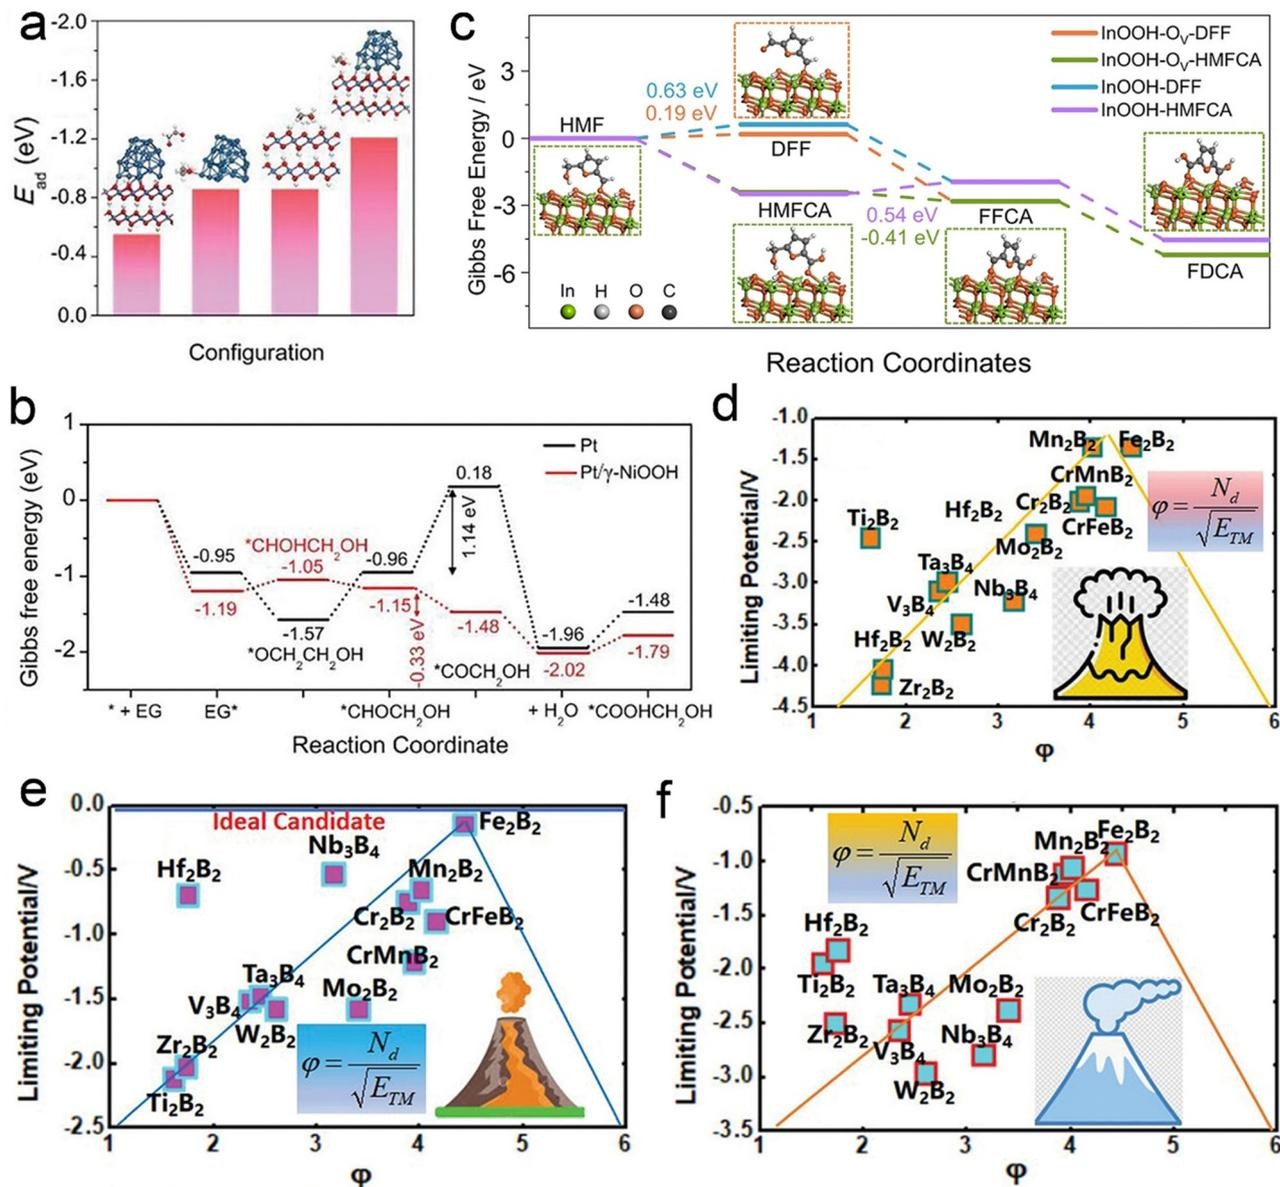 a
-2.0
-1.6
-1.2
-0.8
-0.4
0.0
E_ad (eV)
Configuration
c
Gibbs Free Energy / eV
3
0
-3
-6
HMF
0.63 eV
0.19 eV
DFF
HMFCA
0.54 eV
-0.41 eV
FFCA
FDCA
InOOH-O_V-DFF
InOOH-O_V-HMFCA
InOOH-DFF
InOOH-HMFCA
In H O C
Reaction Coordinates
b
Gibbs free energy (eV)
1
0
-1
-2
Pt
Pt/γ-NiOOH
0.18
1.14 eV
-0.95
*CHOHCH₂OH
-1.05
-0.96
-1.19
-1.15
-1.48
-1.48
-1.57
*OCH₂CH₂OH
-0.33 eV
*COCH₂OH
-1.96
-2.02
-1.79
* + EG
EG*
*CHOCH₂OH
+ H₂O
*COOHCH₂OH
Reaction Coordinate
d
Limiting Potential/V
-1.0
-1.5
-2.0
-2.5
-3.0
-3.5
-4.0
-4.5
Mn₂B₂
Fe₂B₂
CrMnB₂
Cr₂B₂
Hf₂B₂
CrFeB₂
Ti₂B₂
Mo₂B₂
Ta₃B₄
Nb₃B₄
V₃B₄
W₂B₂
Hf₂B₂
Zr₂B₂
φ = N_d / √E_TM
2 3 4 5 6
1
φ
e
Limiting Potential/V
0.0
-0.5
-1.0
-1.5
-2.0
-2.5
Ideal Candidate
Fe₂B₂
Nb₃B₄
Hf₂B₂
Mn₂B₂
Cr₂B₂
CrFeB₂
CrMnB₂
Ta₃B₄
Mo₂B₂
V₃B₄
W₂B₂
Zr₂B₂
Ti₂B₂
φ = N_d / √E_TM
1 2 3 4 5 6
φ
f
Limiting Potential/V
-0.5
-1.0
-1.5
-2.0
-2.5
-3.0
-3.5
φ = N_d / √E_TM
Mn₂B₂
Fe₂B₂
CrMnB₂
Cr₂B₂
CrFeB₂
Hf₂B₂
Ti₂B₂
Ta₃B₄
Mo₂B₂
Zr₂B₂
V₃B₄
Nb₃B₄
W₂B₂
1 2 3 4 5 6
φ